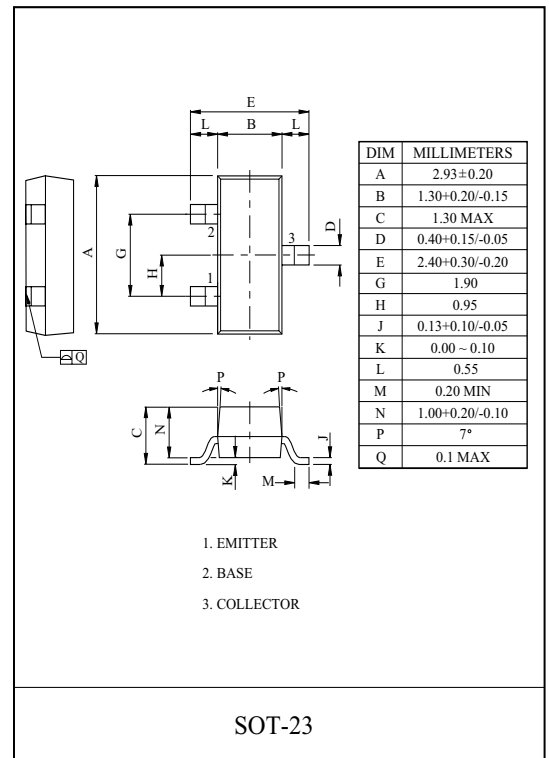 E
L B L
A
G
H
2
1
3
D
Q
P P
C
N
K
M
J
DIM MILLIMETERS
A 2.93±0.20
B 1.30+0.20/-0.15
C 1.30 MAX
D 0.40+0.15/-0.05
E 2.40+0.30/-0.20
G 1.90
H 0.95
J 0.13+0.10/-0.05
K 0.00 ~ 0.10
L 0.55
M 0.20 MIN
N 1.00+0.20/-0.10
P 7°
Q 0.1 MAX
1. EMITTER
2. BASE
3. COLLECTOR
SOT-23